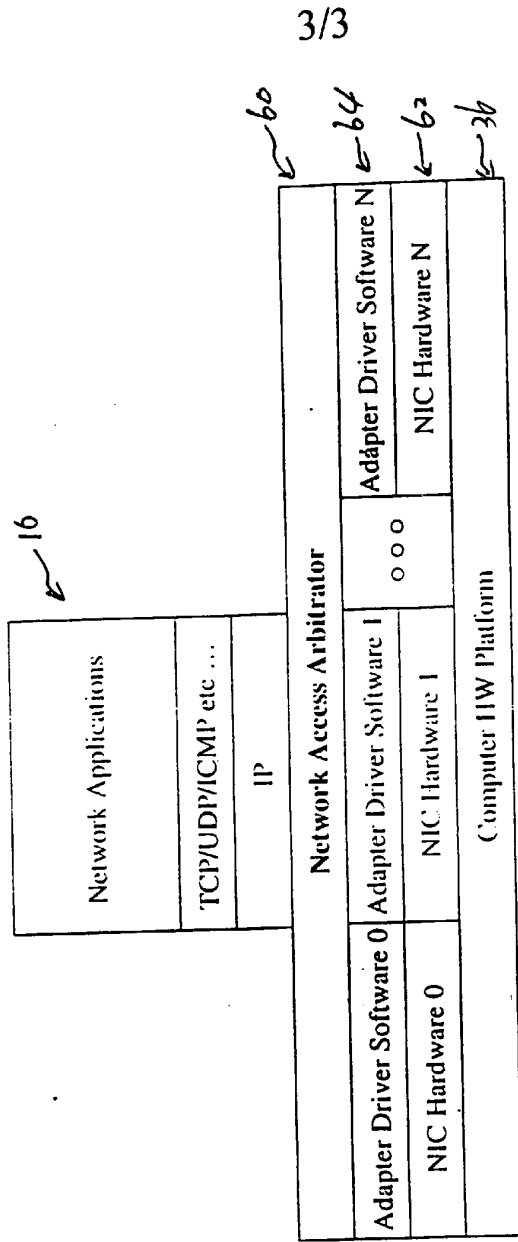 3/3
16
Network Applications
TCP/UDP/ICMP etc ...
IP
60
Network Access Arbitrator
Adapter Driver Software 0 Adapter Driver Software 1 ○ ○ ○ Adapter Driver Software N
64
NIC Hardware 0 NIC Hardware 1 NIC Hardware N
62
Computer HW Platform
36